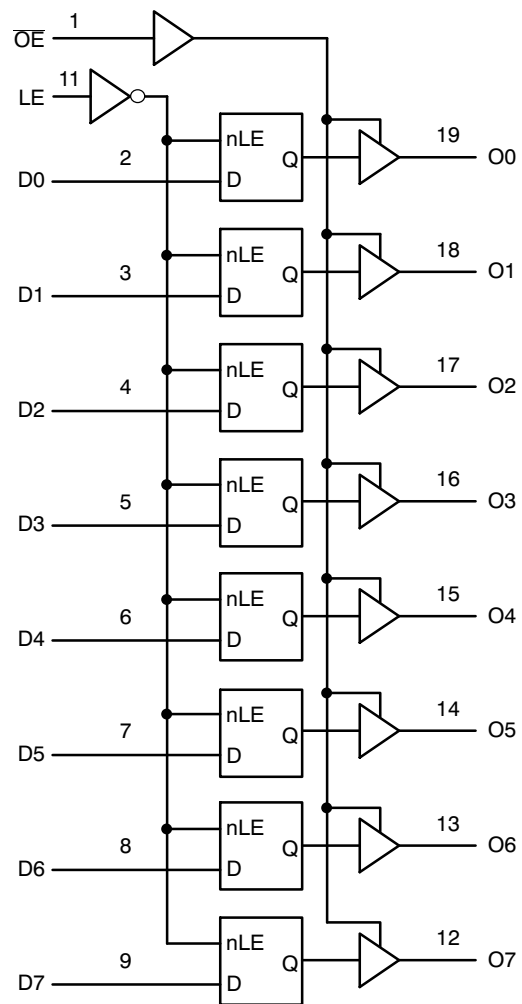 O̅E̅ 1
LE 11
nLE
D0 2 D Q 19 O0
nLE
D1 3 D Q 18 O1
nLE
D2 4 D Q 17 O2
nLE
D3 5 D Q 16 O3
nLE
D4 6 D Q 15 O4
nLE
D5 7 D Q 14 O5
nLE
D6 8 D Q 13 O6
nLE
D7 9 D Q 12 O7